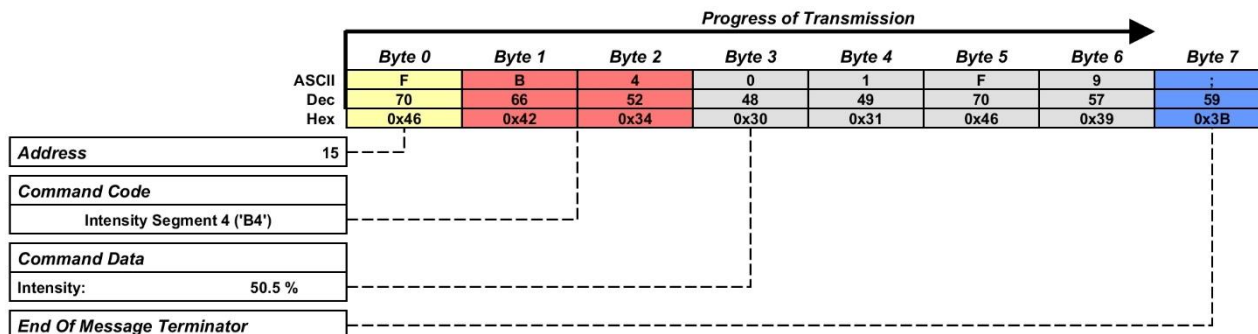 Progress of Transmission
Byte 0 Byte 1 Byte 2 Byte 3 Byte 4 Byte 5 Byte 6 Byte 7
ASCII F B 4 0 1 F 9 ;
Dec 70 66 52 48 49 70 57 59
Hex 0x46 0x42 0x34 0x30 0x31 0x46 0x39 0x3B
Address 15
Command Code
Intensity Segment 4 ('B4')
Command Data
Intensity: 50.5 %
End Of Message Terminator